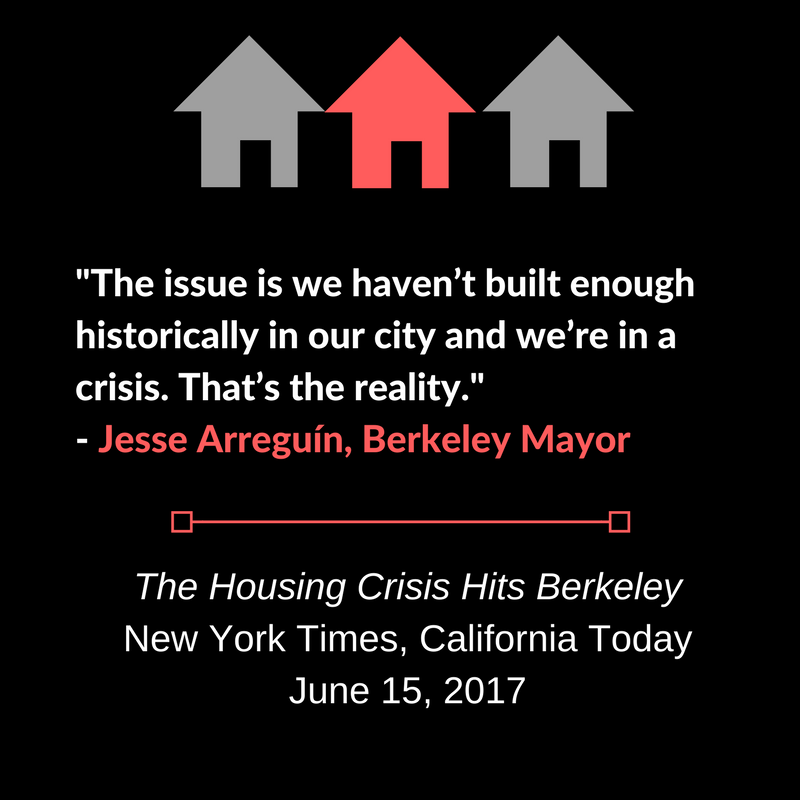 "The issue is we haven’t built enough
historically in our city and we’re in a
crisis. That’s the reality."
- Jesse Arreguín, Berkeley Mayor
The Housing Crisis Hits Berkeley
New York Times, California Today
June 15, 2017